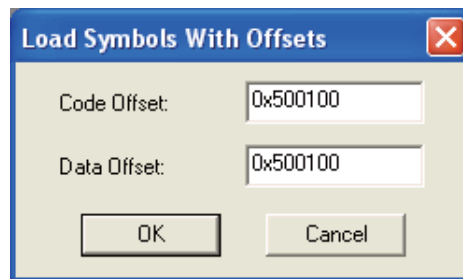 Load Symbols With Offsets
Code Offset: 0x500100
Data Offset: 0x500100
OK Cancel